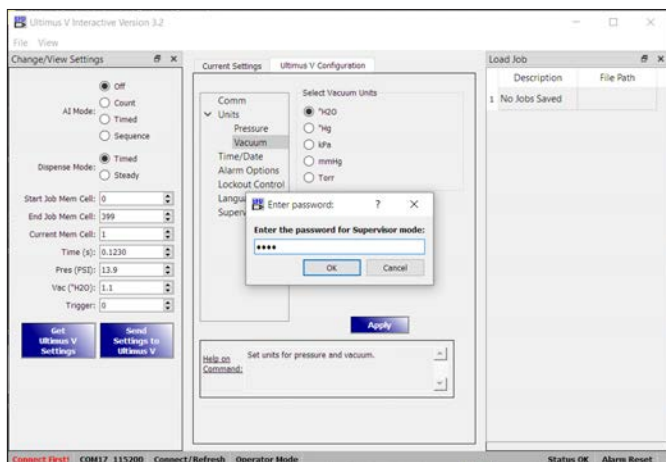 Ultimus V Interactive Version 3.2
File View
Change/View Settings
AI Mode:
Off
Count
Timed
Sequence
Dispense Mode:
Timed
Steady
Start Job Mem Cell: 0
End Job Mem Cell: 399
Current Mem Cell: 1
Time (s): 0.1230
Pres (PSI): 13.9
Vac ("H2O): 1.1
Trigger: 0
Get Ultimus V Settings
Send Settings to Ultimus V
Current Settings
Ultimus V Configuration
Comm
Units
Pressure
Vacuum
Time/Date
Alarm Options
Lockout Control
Langua
Superv
Select Vacuum Units
"H2O
"Hg
kPa
mmHg
Torr
Enter password:
Enter the password for Supervisor mode:
••••
OK
Cancel
Apply
Help on Command:
Set units for pressure and vacuum.
Load Job
Description File Path
1 No Jobs Saved
Connect First! COM17 115200 Connect/Refresh Operator Mode Status OK Alarm Reset